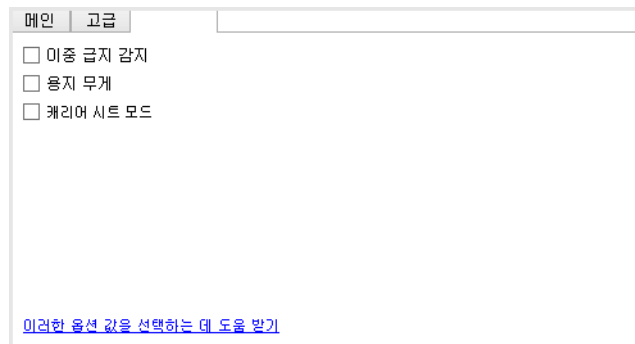 메인 고급
이중 급지 감지
용지 무게
캐리어 시트 모드
이러한 옵션 값을 선택하는 데 도움 받기